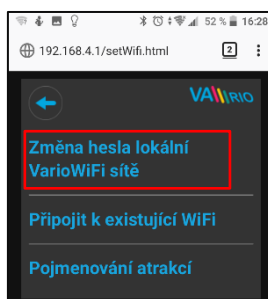 52 % 16:28
192.168.4.1/setWifi.html 2
VARIO
Změna hesla lokální
VarioWiFi sítě
Připojit k existující WiFi
Pojmenování atrakcí